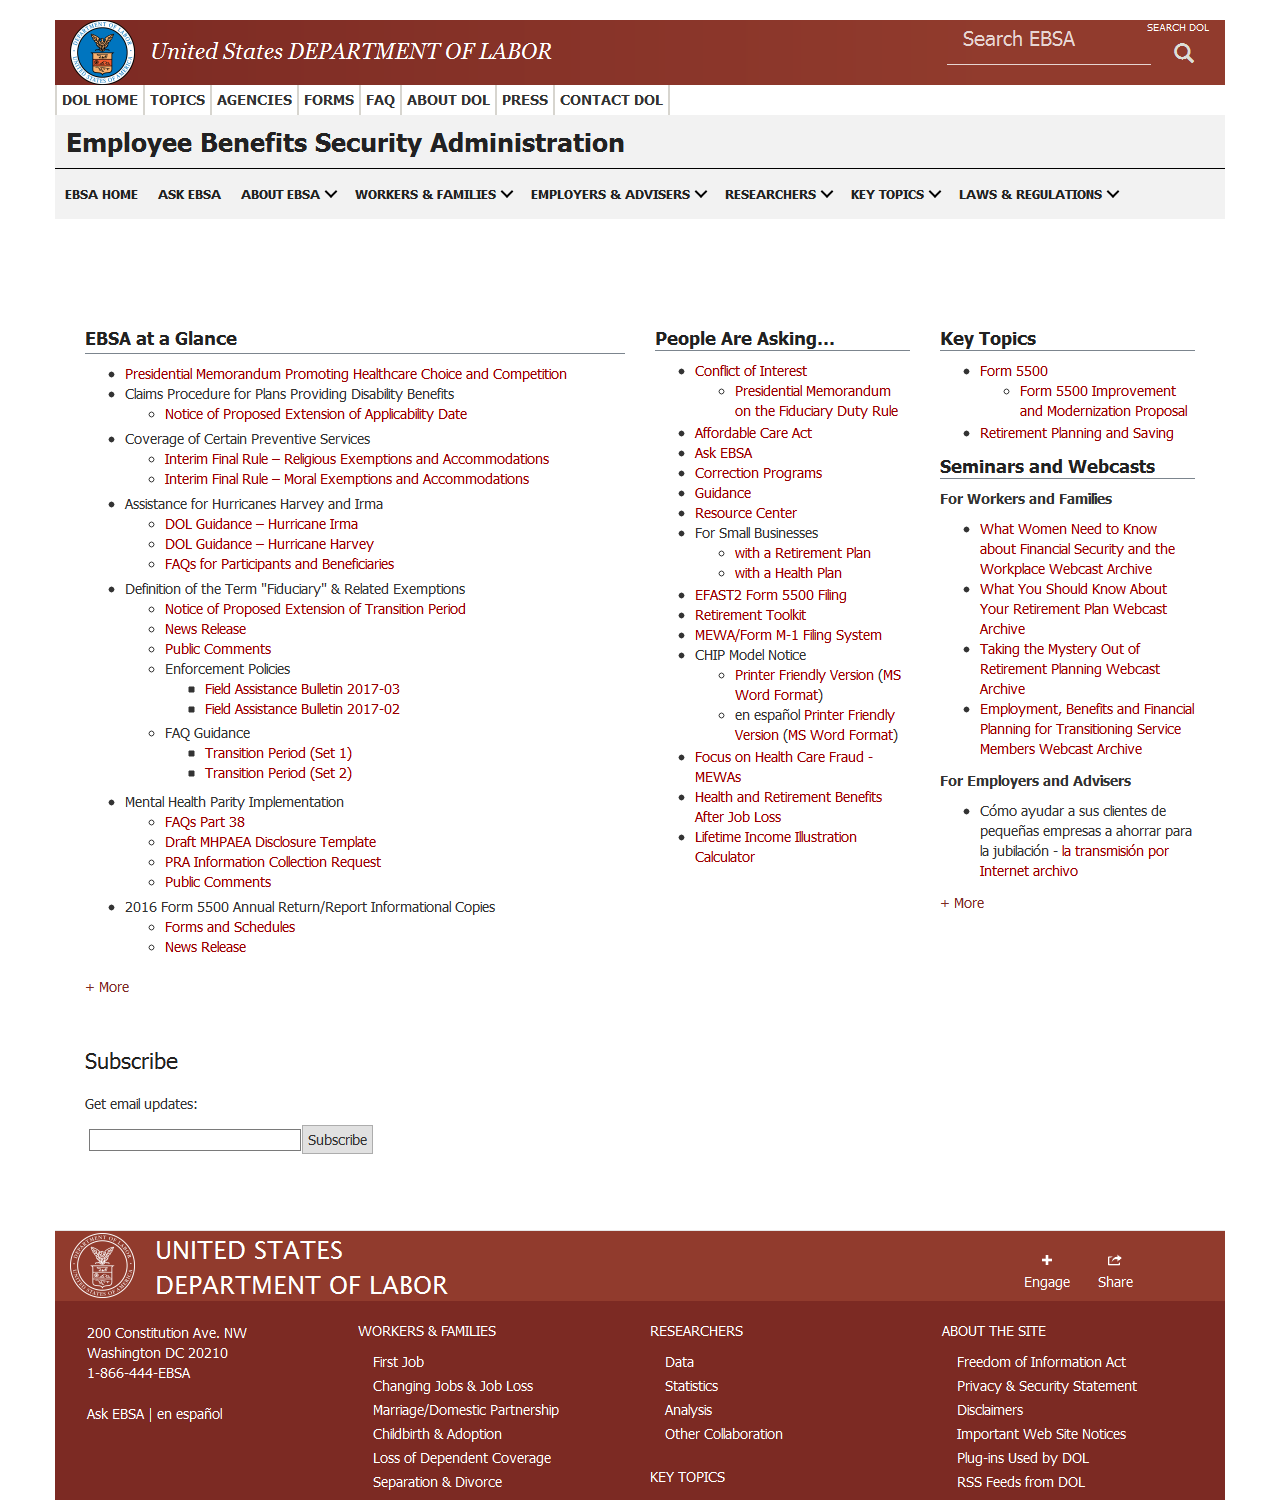 United States DEPARTMENT OF LABOR
Search EBSA
SEARCH DOL
DOL HOME TOPICS AGENCIES FORMS FAQ ABOUT DOL PRESS CONTACT DOL
Employee Benefits Security Administration
EBSA HOME ASK EBSA ABOUT EBSA WORKERS & FAMILIES EMPLOYERS & ADVISERS RESEARCHERS KEY TOPICS LAWS & REGULATIONS
EBSA at a Glance
Presidential Memorandum Promoting Healthcare Choice and Competition
Claims Procedure for Plans Providing Disability Benefits
Notice of Proposed Extension of Applicability Date
Coverage of Certain Preventive Services
Interim Final Rule – Religious Exemptions and Accommodations
Interim Final Rule – Moral Exemptions and Accommodations
Assistance for Hurricanes Harvey and Irma
DOL Guidance – Hurricane Irma
DOL Guidance – Hurricane Harvey
FAQs for Participants and Beneficiaries
Definition of the Term "Fiduciary" & Related Exemptions
Notice of Proposed Extension of Transition Period
News Release
Public Comments
Enforcement Policies
Field Assistance Bulletin 2017-03
Field Assistance Bulletin 2017-02
FAQ Guidance
Transition Period (Set 1)
Transition Period (Set 2)
Mental Health Parity Implementation
FAQs Part 38
Draft MHPAEA Disclosure Template
PRA Information Collection Request
Public Comments
2016 Form 5500 Annual Return/Report Informational Copies
Forms and Schedules
News Release
+ More
People Are Asking...
Conflict of Interest
Presidential Memorandum
on the Fiduciary Duty Rule
Affordable Care Act
Ask EBSA
Correction Programs
Guidance
Resource Center
For Small Businesses
with a Retirement Plan
with a Health Plan
EFAST2 Form 5500 Filing
Retirement Toolkit
MEWA/Form M-1 Filing System
CHIP Model Notice
Printer Friendly Version (MS
Word Format)
en español Printer Friendly
Version (MS Word Format)
Focus on Health Care Fraud -
MEWAs
Health and Retirement Benefits
After Job Loss
Lifetime Income Illustration
Calculator
Key Topics
Form 5500
Form 5500 Improvement
and Modernization Proposal
Retirement Planning and Saving
Seminars and Webcasts
For Workers and Families
What Women Need to Know
about Financial Security and the
Workplace Webcast Archive
What You Should Know About
Your Retirement Plan Webcast
Archive
Taking the Mystery Out of
Retirement Planning Webcast
Archive
Employment, Benefits and Financial
Planning for Transitioning Service
Members Webcast Archive
For Employers and Advisers
Cómo ayudar a sus clientes de
pequeñas empresas a ahorrar para
la jubilación - la transmisión por
Internet archivo
+ More
Subscribe
Get email updates:
Subscribe
UNITED STATES
DEPARTMENT OF LABOR
Engage
Share
200 Constitution Ave. NW
Washington DC 20210
1-866-444-EBSA
Ask EBSA | en español
WORKERS & FAMILIES
First Job
Changing Jobs & Job Loss
Marriage/Domestic Partnership
Childbirth & Adoption
Loss of Dependent Coverage
Separation & Divorce
RESEARCHERS
Data
Statistics
Analysis
Other Collaboration
KEY TOPICS
ABOUT THE SITE
Freedom of Information Act
Privacy & Security Statement
Disclaimers
Important Web Site Notices
Plug-ins Used by DOL
RSS Feeds from DOL